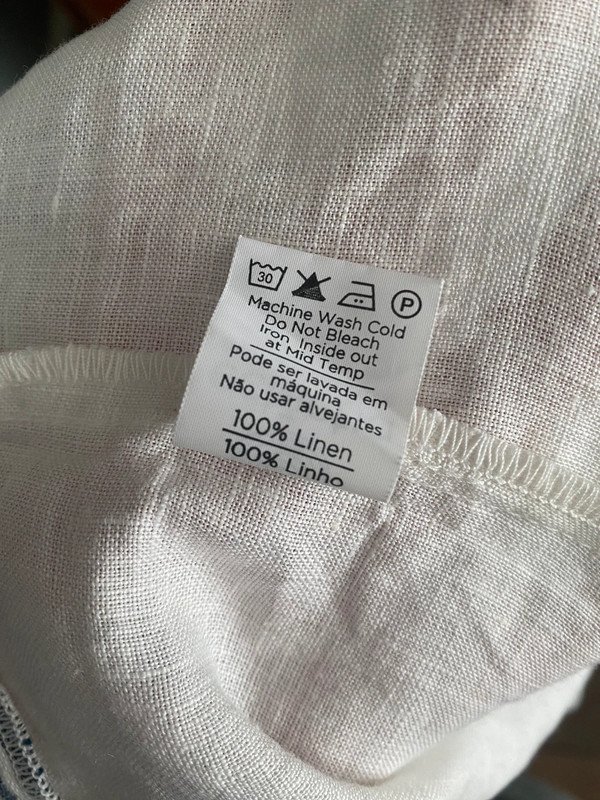 30 P
Machine Wash Cold
Do Not Bleach
Iron Inside out
at Mid Temp
Pode ser lavada em
máquina
Não usar alvejantes
100% Linen
100% Linho